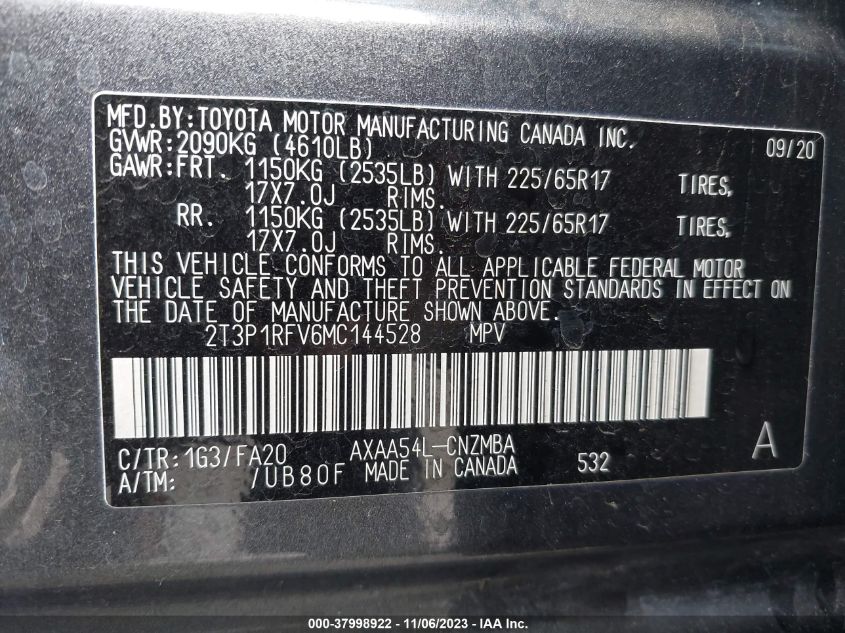 MFD.BY:TOYOTA MOTOR MANUFACTURING CANADA INC.
GVWR:2090KG (4610LB) 09/20
GAWR:FRT. 1150KG (2535LB) WITH 225/65R17 TIRES,
17X7.0J RIMS.
RR. 1150KG (2535LB) WITH 225/65R17 TIRES,
17X7.0J RIMS.
THIS VEHICLE CONFORMS TO ALL APPLICABLE FEDERAL MOTOR
VEHICLE SAFETY AND THEFT PREVENTION STANDARDS IN EFFECT ON
THE DATE OF MANUFACTURE SHOWN ABOVE.
2T3P1RFV6MC144528 MPV
C/TR:1G3/FA20 AXAA54L-CNZMBA A
A/TM: /UB80F MADE IN CANADA 532
000-37998922 - 11/06/2023 - IAA Inc.